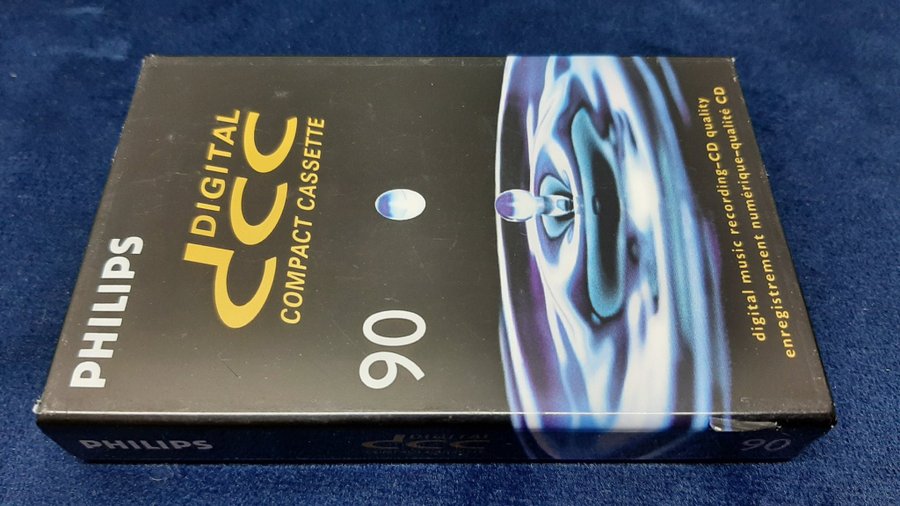 PHILIPS
DIGITAL
dcc
COMPACT CASSETTE
90
digital music recording-CD quality
enregistrement numérique-qualité CD
PHILIPS
dcc
DIGITAL
90